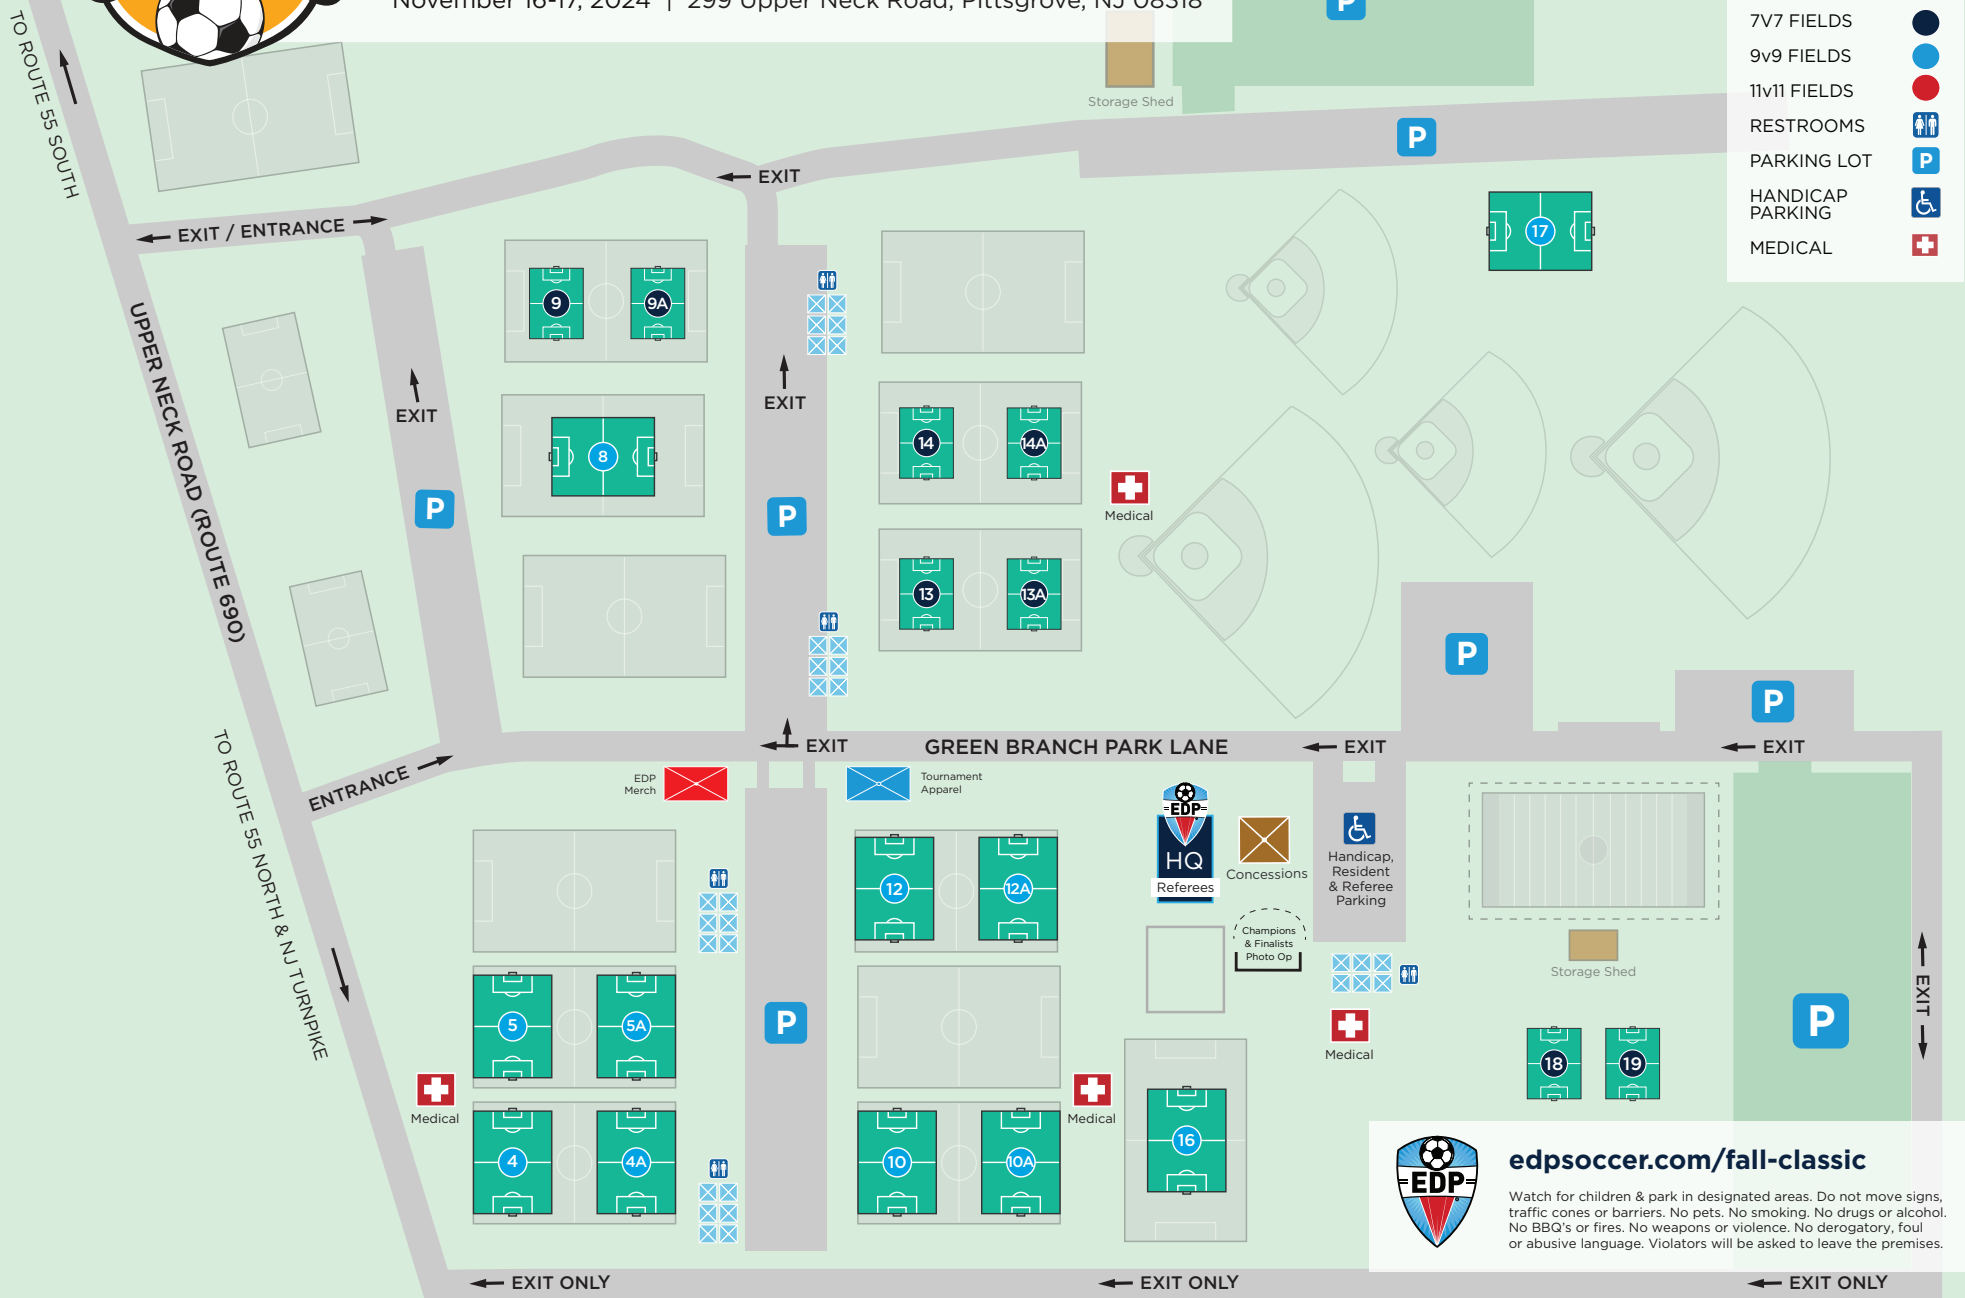 November 16-17, 2024 | 299 Upper Neck Road, Pittsgrove, NJ 08318
P
7V7 FIELDS
9v9 FIELDS
11v11 FIELDS
RESTROOMS
PARKING LOT
P
HANDICAP
PARKING
MEDICAL
TO ROUTE 55 SOUTH
Storage Shed
P
EXIT
EXIT / ENTRANCE
17
9
9A
UPPER NECK ROAD (ROUTE 690)
EXIT
EXIT
14
14A
8
P
P
Medical
13
13A
P
P
EXIT
GREEN BRANCH PARK LANE
EXIT
EXIT
ENTRANCE
EDP
Merch
Tournament
Apparel
TO ROUTE 55 NORTH & NJ TURNPIKE
EDP
HQ
Referees
Concessions
Handicap,
Resident
& Referee
Parking
12
12A
Champions
& Finalists
Photo Op
Storage Shed
EXIT
5
5A
P
Medical
P
18
19
Medical
Medical
4
4A
10
10A
16
EDP
edpsoccer.com/fall-classic
Watch for children & park in designated areas. Do not move signs,
traffic cones or barriers. No pets. No smoking. No drugs or alcohol.
No BBQ's or fires. No weapons or violence. No derogatory, foul
or abusive language. Violators will be asked to leave the premises.
EXIT ONLY
EXIT ONLY
EXIT ONLY